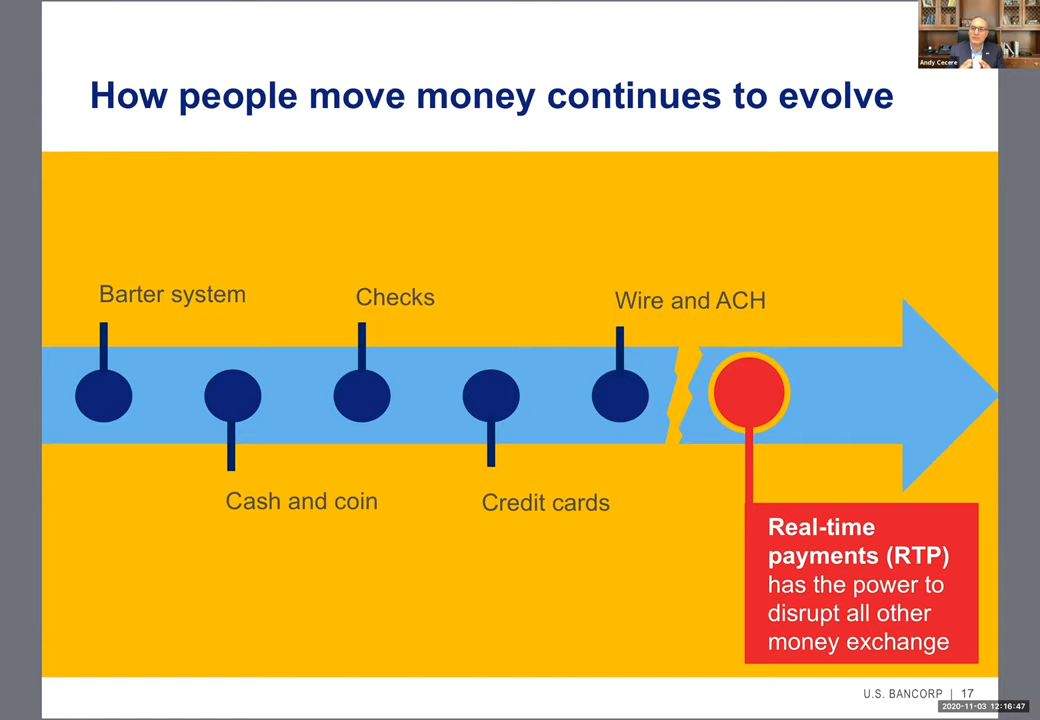 Andy Cecere
How people move money continues to evolve
Barter system
Checks
Wire and ACH
Cash and coin
Credit cards
Real-time
payments (RTP)
has the power to
disrupt all other
money exchange
U.S. BANCORP | 17
2020-11-03 12:16:47